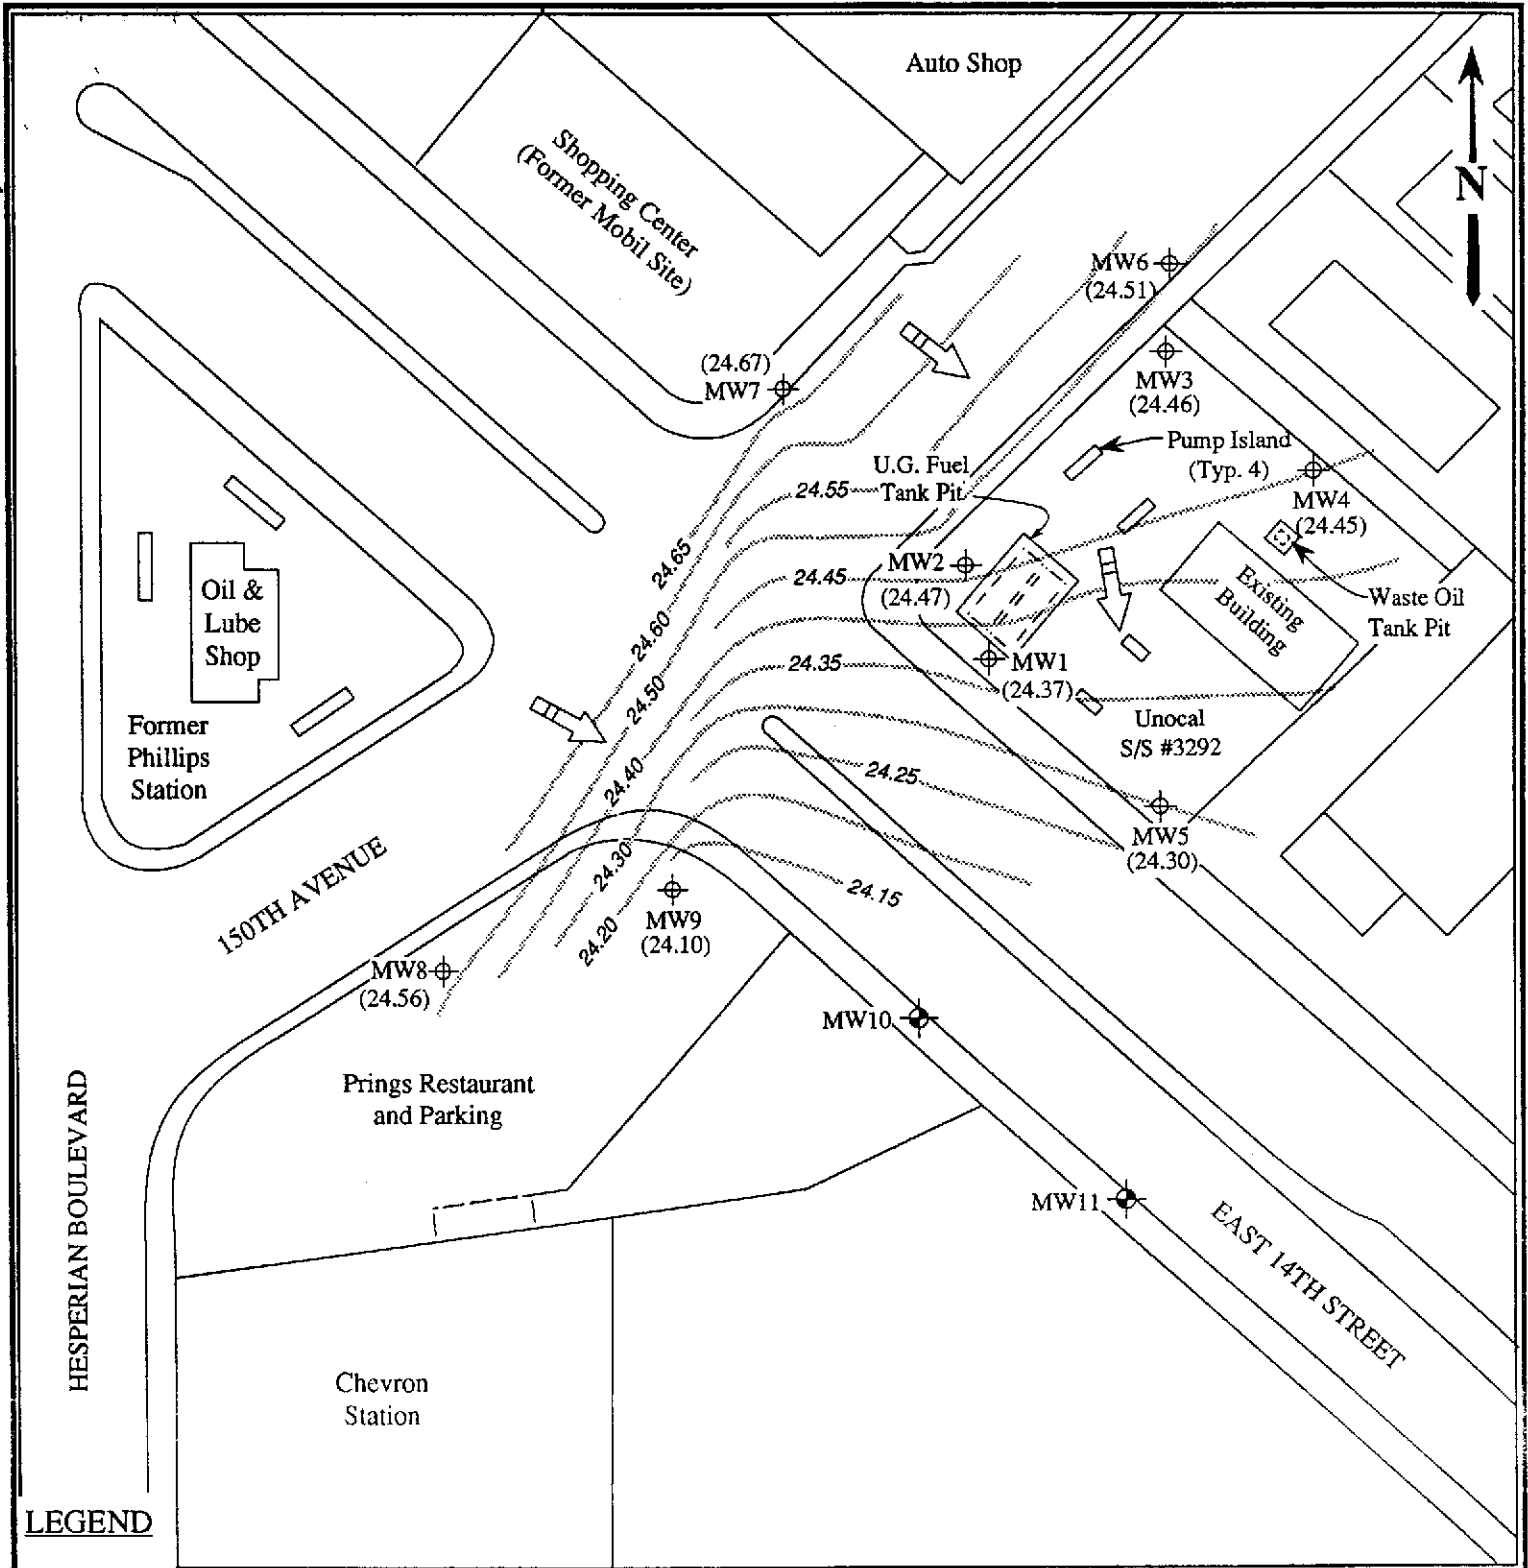 Auto Shop
Shopping Center
(Former Mobil Site)
N
MW6
(24.51)
(24.67)
MW7
MW3
(24.46)
Pump Island
(Typ. 4)
U.G. Fuel
Tank Pit
24.55
MW4
(24.45)
24.65
MW2
(24.47)
24.45
Oil &
Lube
Shop
Existing
Building
Waste Oil
Tank Pit
24.60
24.35
MW1
(24.37)
24.50
Former
Phillips
Station
Unocal
S/S #3292
24.40
24.25
MW5
(24.30)
24.30
24.15
150TH AVENUE
MW9
(24.10)
24.20
MW8
(24.56)
MW10
Prings Restaurant
and Parking
HESPERIAN BOULEVARD
MW11
EAST 14TH STREET
Chevron
Station
LEGEND